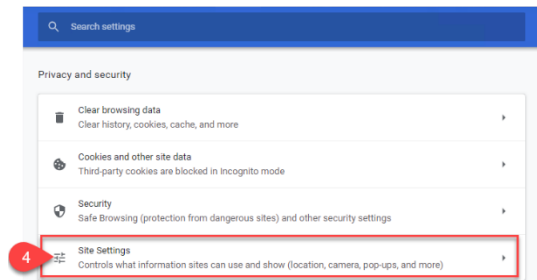 Search settings
Privacy and security
Clear browsing data
Clear history, cookies, cache, and more
Cookies and other site data
Third-party cookies are blocked in Incognito mode
Security
Safe Browsing (protection from dangerous sites) and other security settings
4
Site Settings
Controls what information sites can use and show (location, camera, pop-ups, and more)